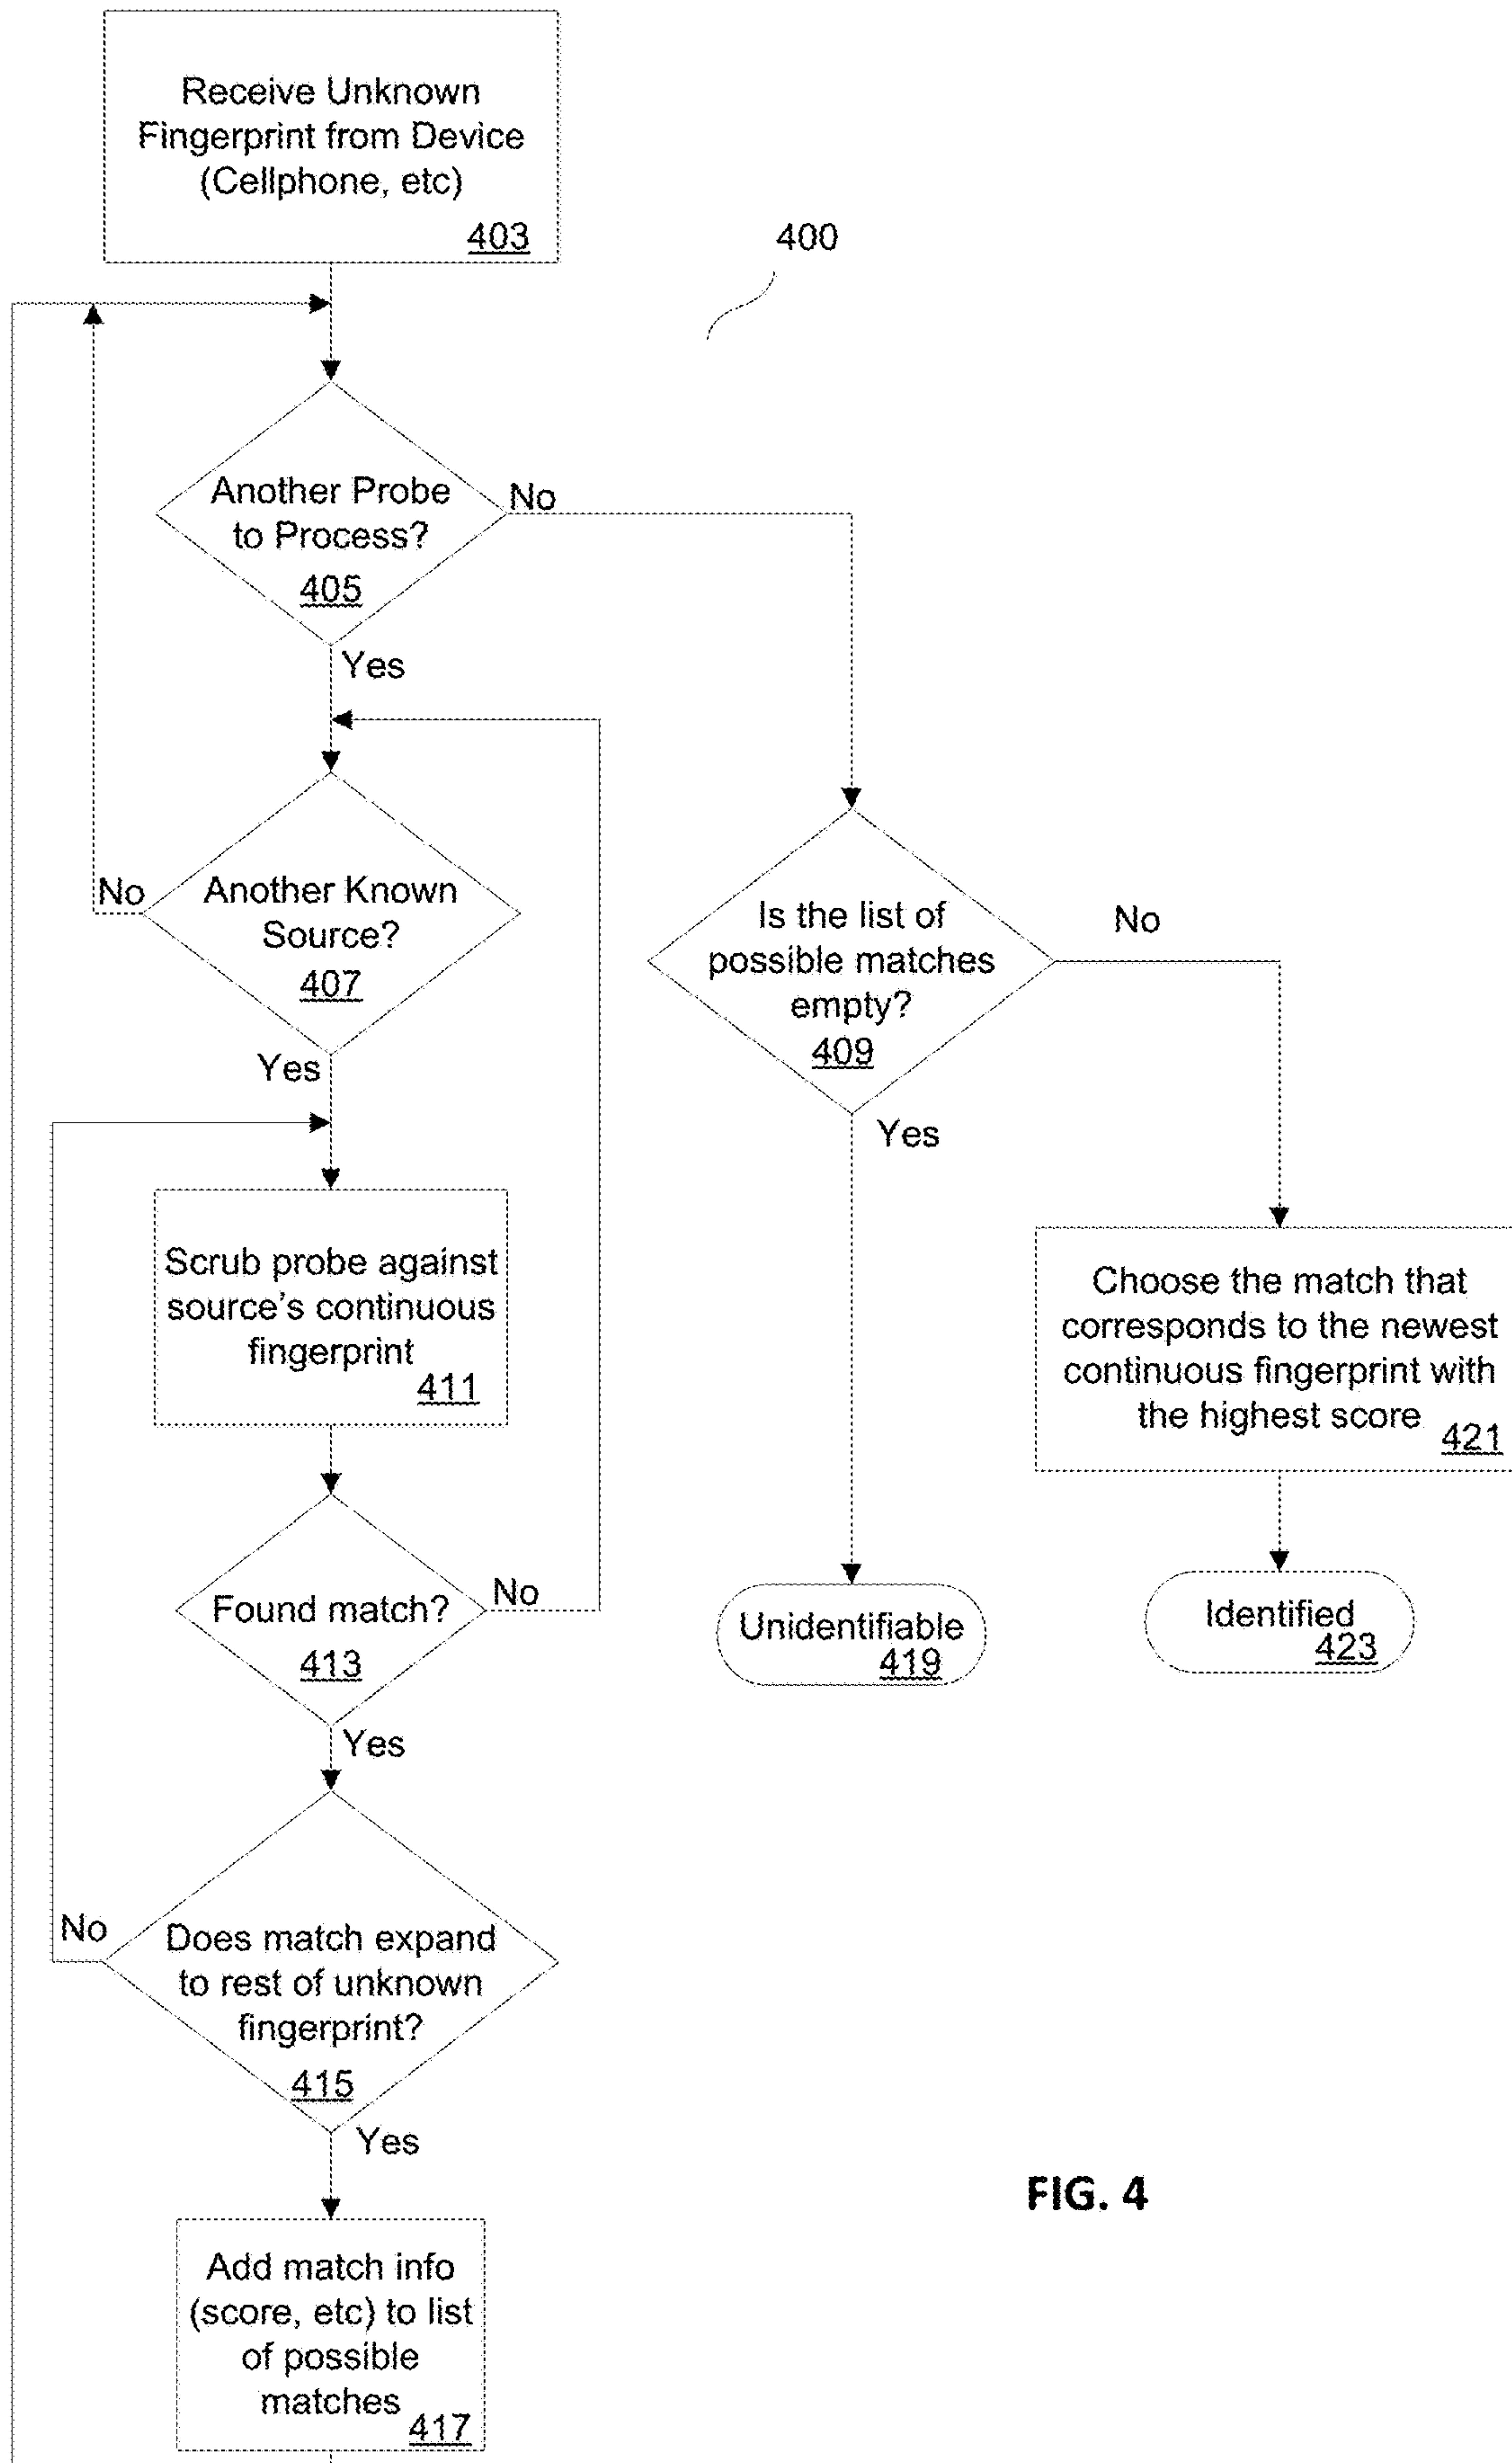 Receive Unknown
Fingerprint from Device
(Cellphone, etc)
403
400
Another Probe
to Process?
405
No
Yes
Another Known
Source?
407
No
Yes
Is the list of
possible matches
empty?
409
No
Yes
Scrub probe against
source's continuous
fingerprint
411
Choose the match that
corresponds to the newest
continuous fingerprint with
the highest score
421
Found match?
413
No
Yes
Unidentifiable
419
Identified
423
Does match expand
to rest of unknown
fingerprint?
415
No
Yes
Add match info
(score, etc) to list
of possible
matches
417
FIG. 4